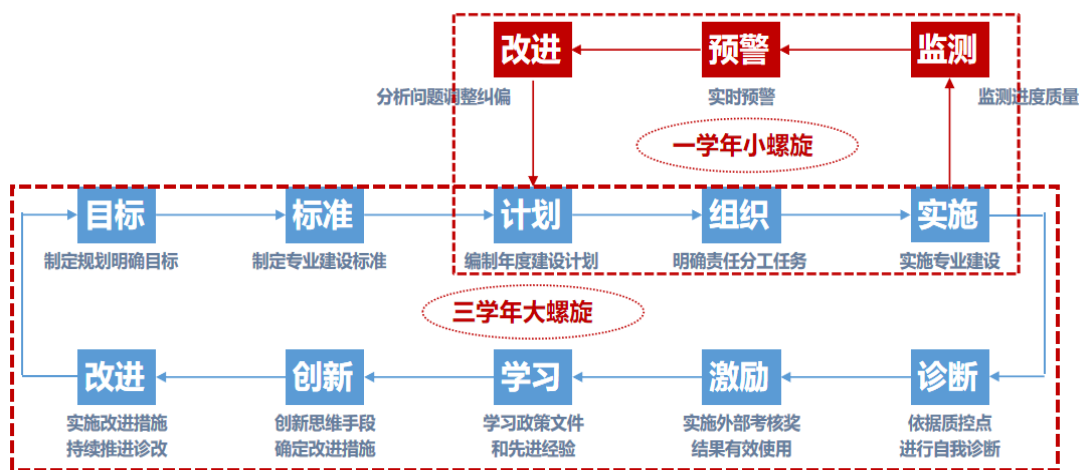 改进
预警
监测
分析问题调整纠偏
实时预警
监测进度质量
一学年小螺旋
目标
标准
计划
组织
实施
制定规划明确目标
制定专业建设标准
编制年度建设计划
明确责任分工任务
实施专业建设
三学年大螺旋
改进
创新
学习
激励
诊断
实施改进措施
持续推进诊改
创新思维手段
确定改进措施
学习政策文件
和先进经验
实施外部考核奖
结果有效使用
依据质控点
进行自我诊断